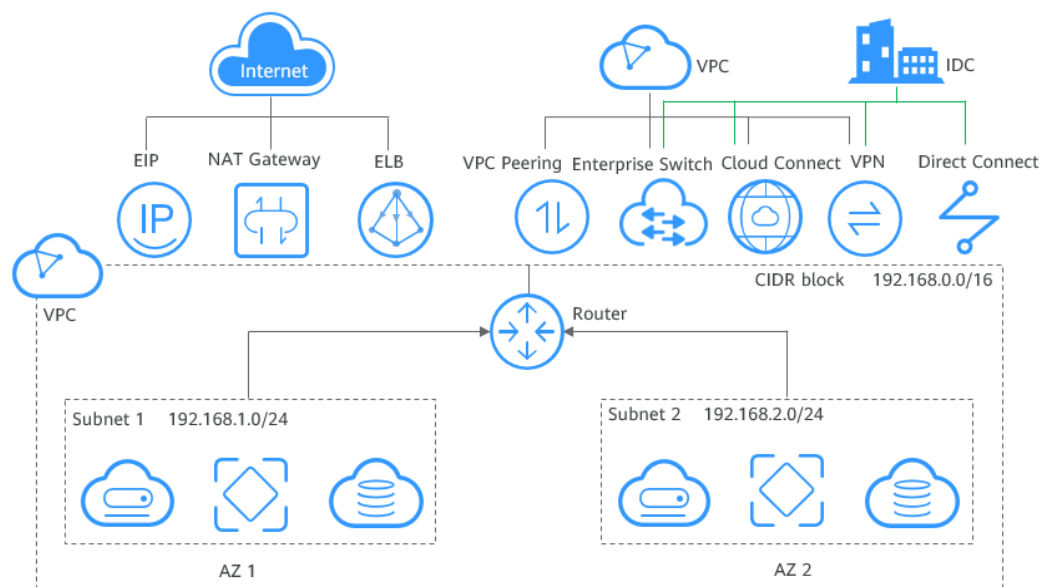 Internet
VPC
IDC
EIP
NAT Gateway
ELB
VPC Peering
Enterprise Switch
Cloud Connect
VPN
Direct Connect
IP
VPC
CIDR block 192.168.0.0/16
Router
Subnet 1 192.168.1.0/24
Subnet 2 192.168.2.0/24
AZ 1
AZ 2